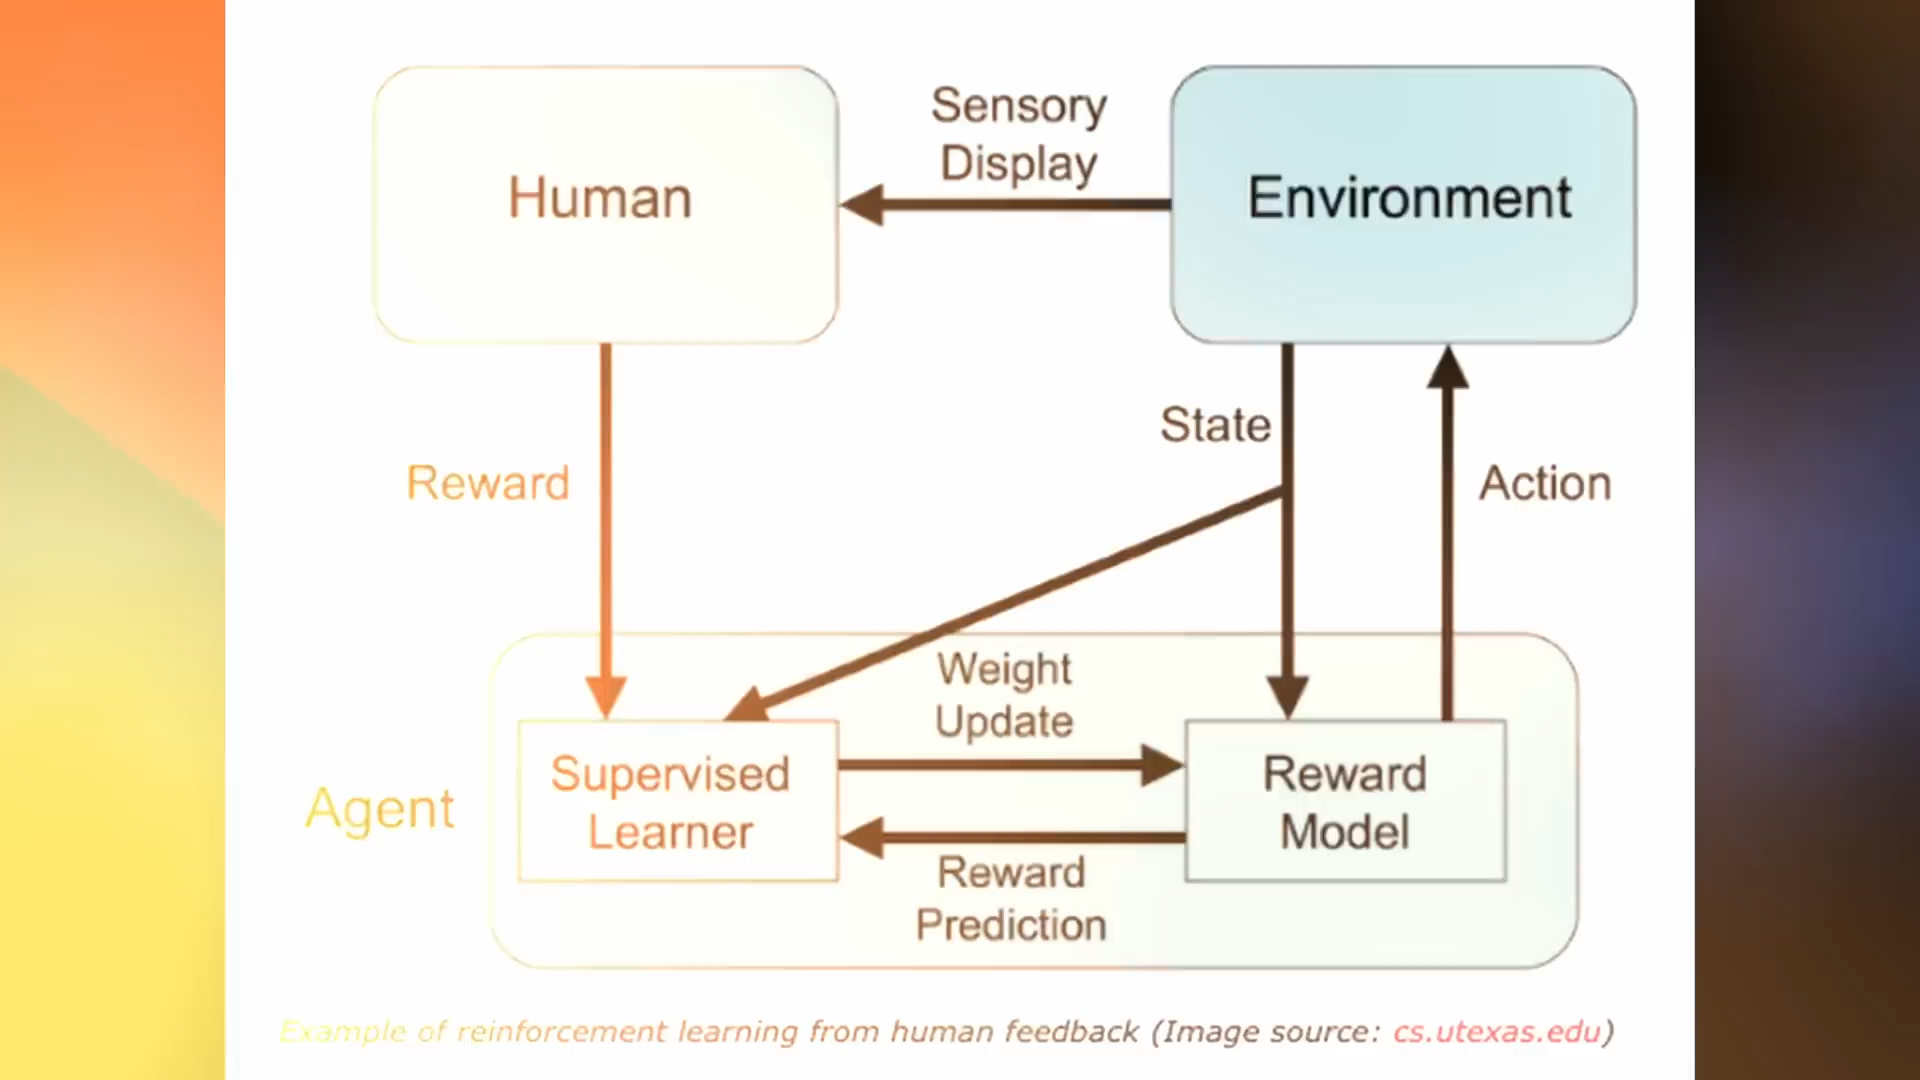 Human
Sensory
Display
Environment
Reward
State
Action
Agent
Supervised
Learner
Weight
Update
Reward
Prediction
Reward
Model
Example of reinforcement learning from human feedback (Image source: cs.utexas.edu)